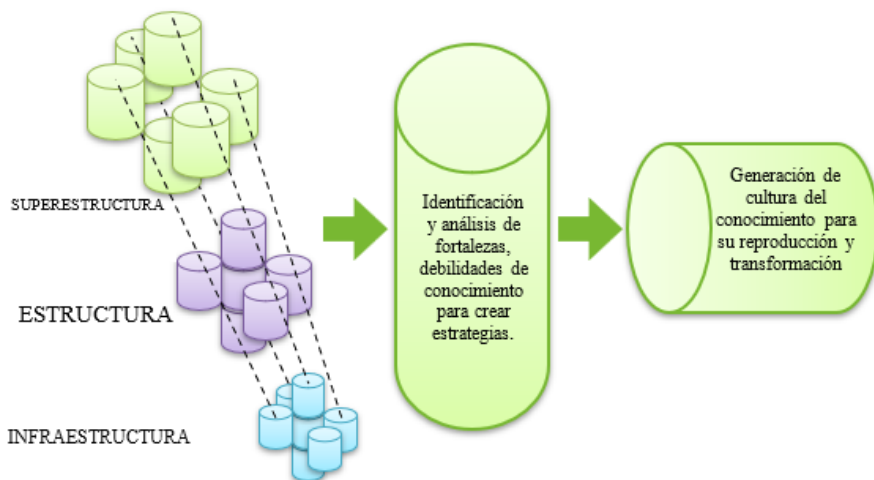 SUPERESTRUCTURA
ESTRUCTURA
INFRAESTRUCTURA
Identificación
y análisis de
fortalezas,
debilidades de
conocimiento
para crear
estrategias.
Generación de
cultura del
conocimiento para
su reproducción y
transformación